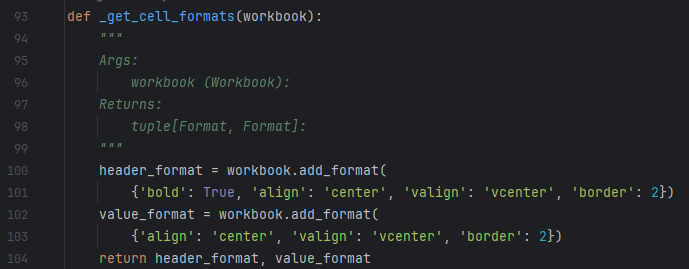 93 def _get_cell_formats(workbook):
94 """
95 Args:
96 workbook (Workbook):
97 Returns:
98 tuple[Format, Format]:
99 """
100 header_format = workbook.add_format(
101 {'bold': True, 'align': 'center', 'valign': 'vcenter', 'border': 2})
102 value_format = workbook.add_format(
103 {'align': 'center', 'valign': 'vcenter', 'border': 2})
104 return header_format, value_format